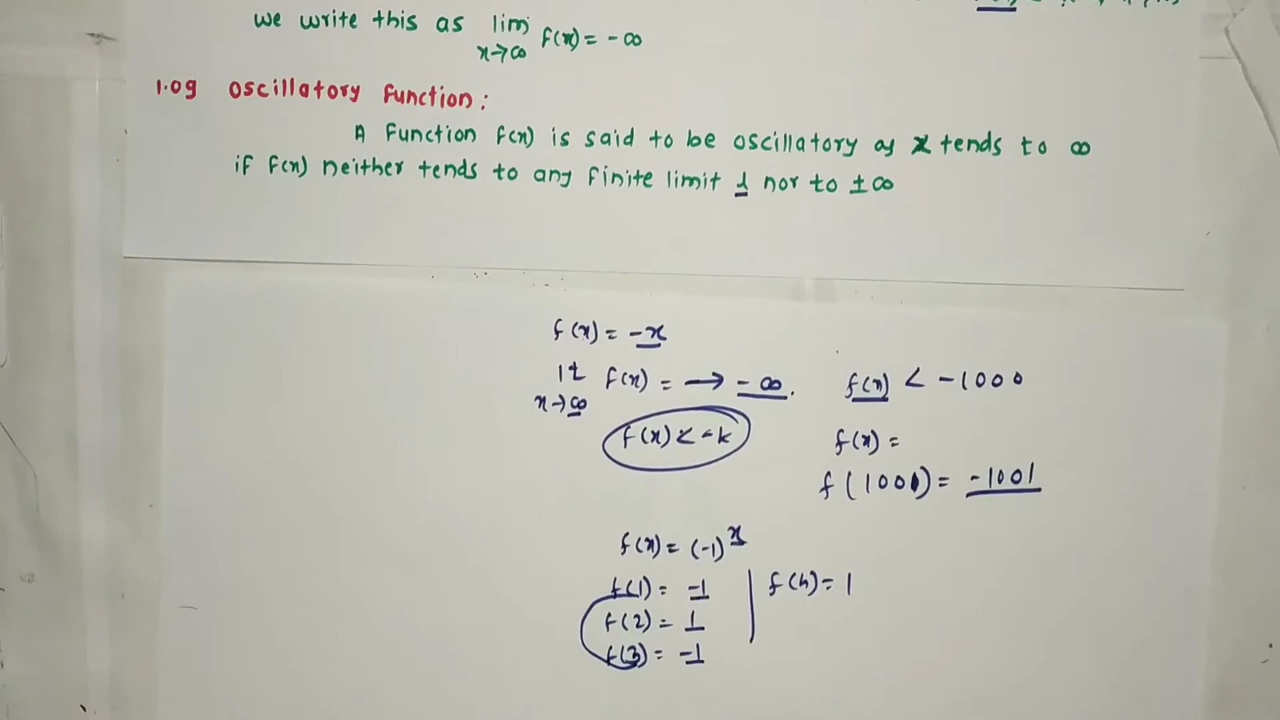 we write this as lim f(x) = -∞
x→∞
1.09 Oscillatory Function:
A Function f(x) is said to be oscillatory as x tends to ∞
if f(x) neither tends to any finite limit l nor to ±∞
f(x) = -x
lt f(x) = → -∞.
x→∞
f(x) < -k
f(x) < -1000
f(x) =
f(1001) = -1001
f(x) = (-1)^x
f(1) = -1
f(2) = 1
f(3) = -1
f(4) = 1